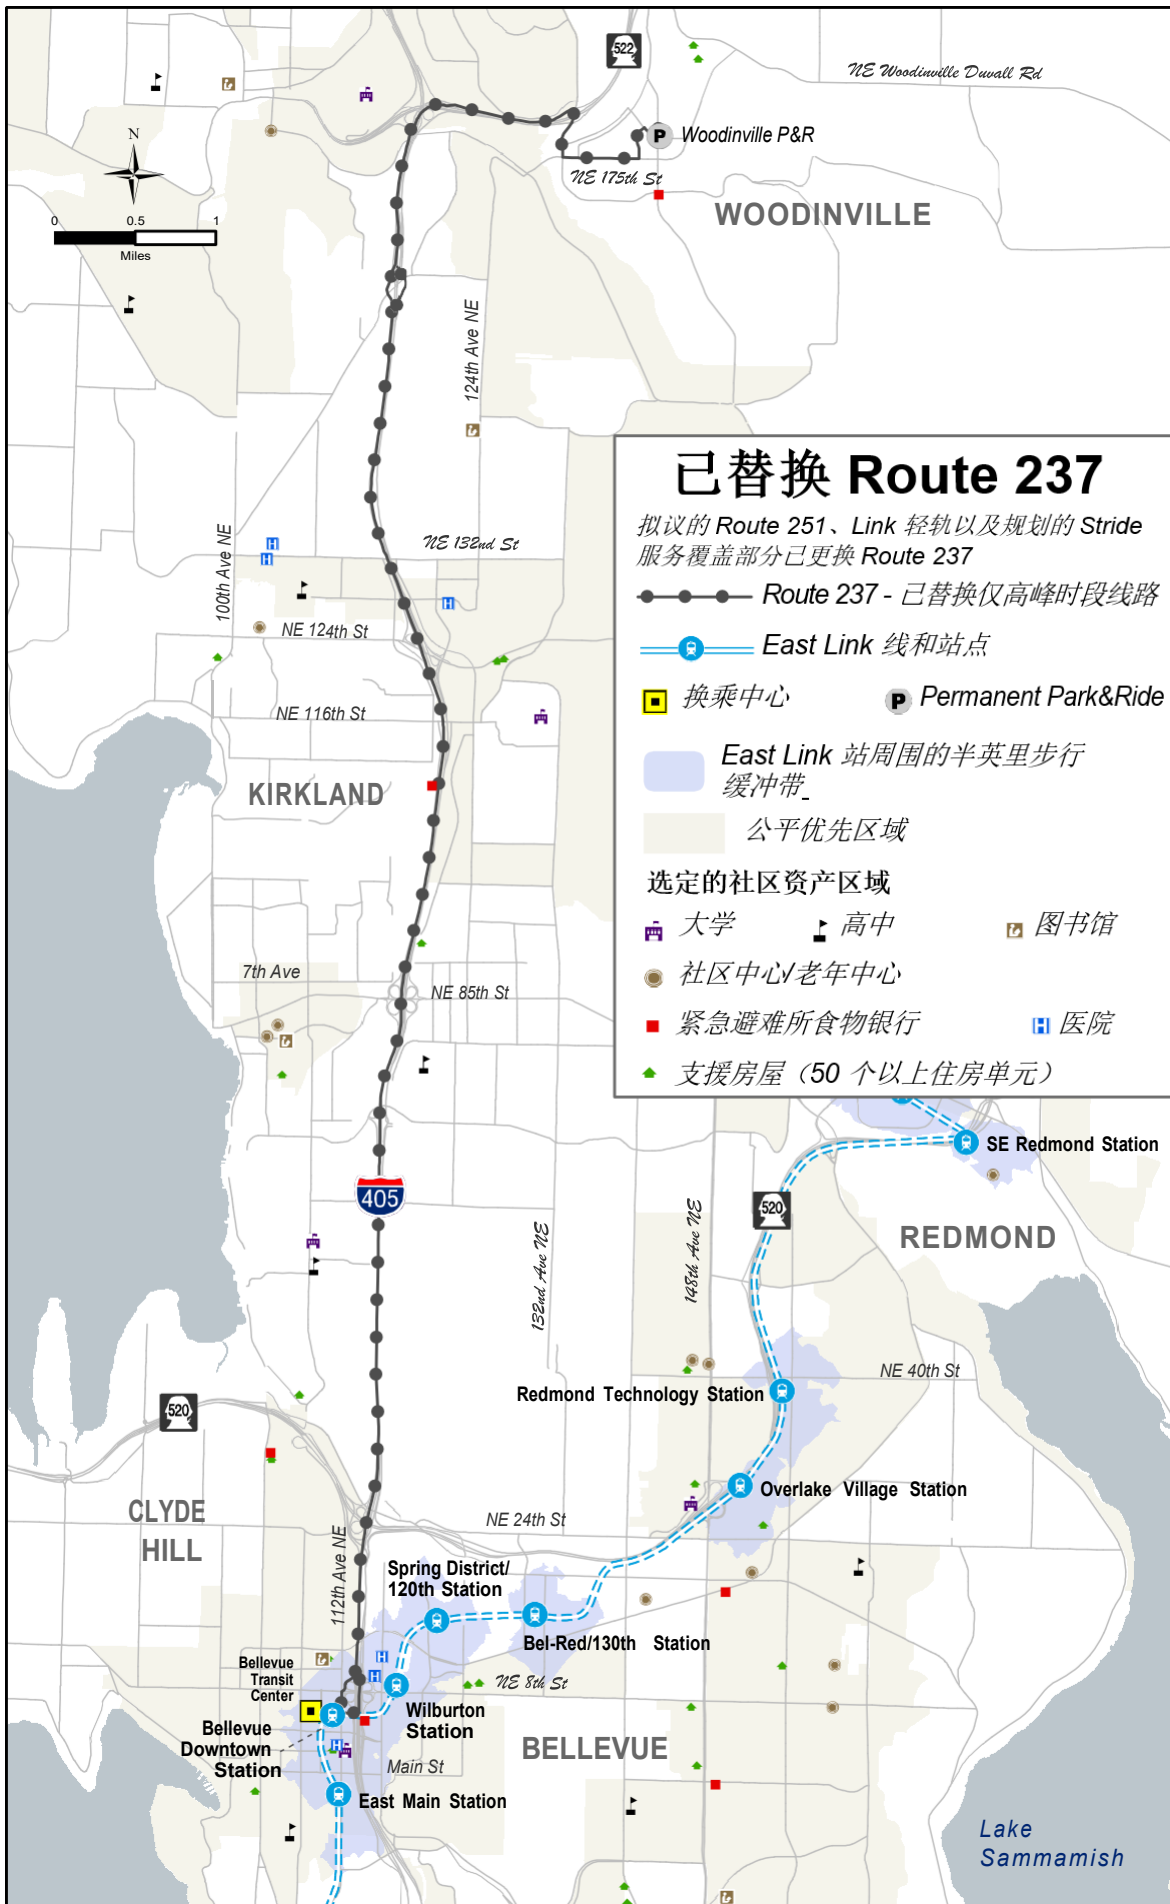 522
NE Woodinville Duvall Rd
N
Woodinville P&R
NE 175th St
WOODINVILLE
0 0.5 1
Miles
124th Ave NE
已替换 Route 237
拟议的 Route 251、Link 轻轨以及规划的 Stride
服务覆盖部分已更换 Route 237
Route 237 - 已替换仅高峰时段线路
East Link 线和站点
换乘中心
P Permanent Park&Ride
East Link 站周围的半英里步行
缓冲带_
公平优先区域
选定的社区资产区域
大学
高中
图书馆
社区中心/老年中心
紧急避难所食物银行
H 医院
支援房屋（50 个以上住房单元）
100th Ave NE
NE 132nd St
NE 124th St
NE 116th St
KIRKLAND
7th Ave
NE 85th St
SE Redmond Station
405
520
REDMOND
132nd Ave NE
148th Ave NE
NE 40th St
Redmond Technology Station
520
Overlake Village Station
CLYDE
HILL
NE 24th St
112th Ave NE
Spring District/
120th Station
Bel-Red/130th Station
Bellevue
Transit
Center
NE 8th St
Wilburton
Station
Bellevue
Downtown
Station
BELLEVUE
Main St
East Main Station
Lake
Sammamish